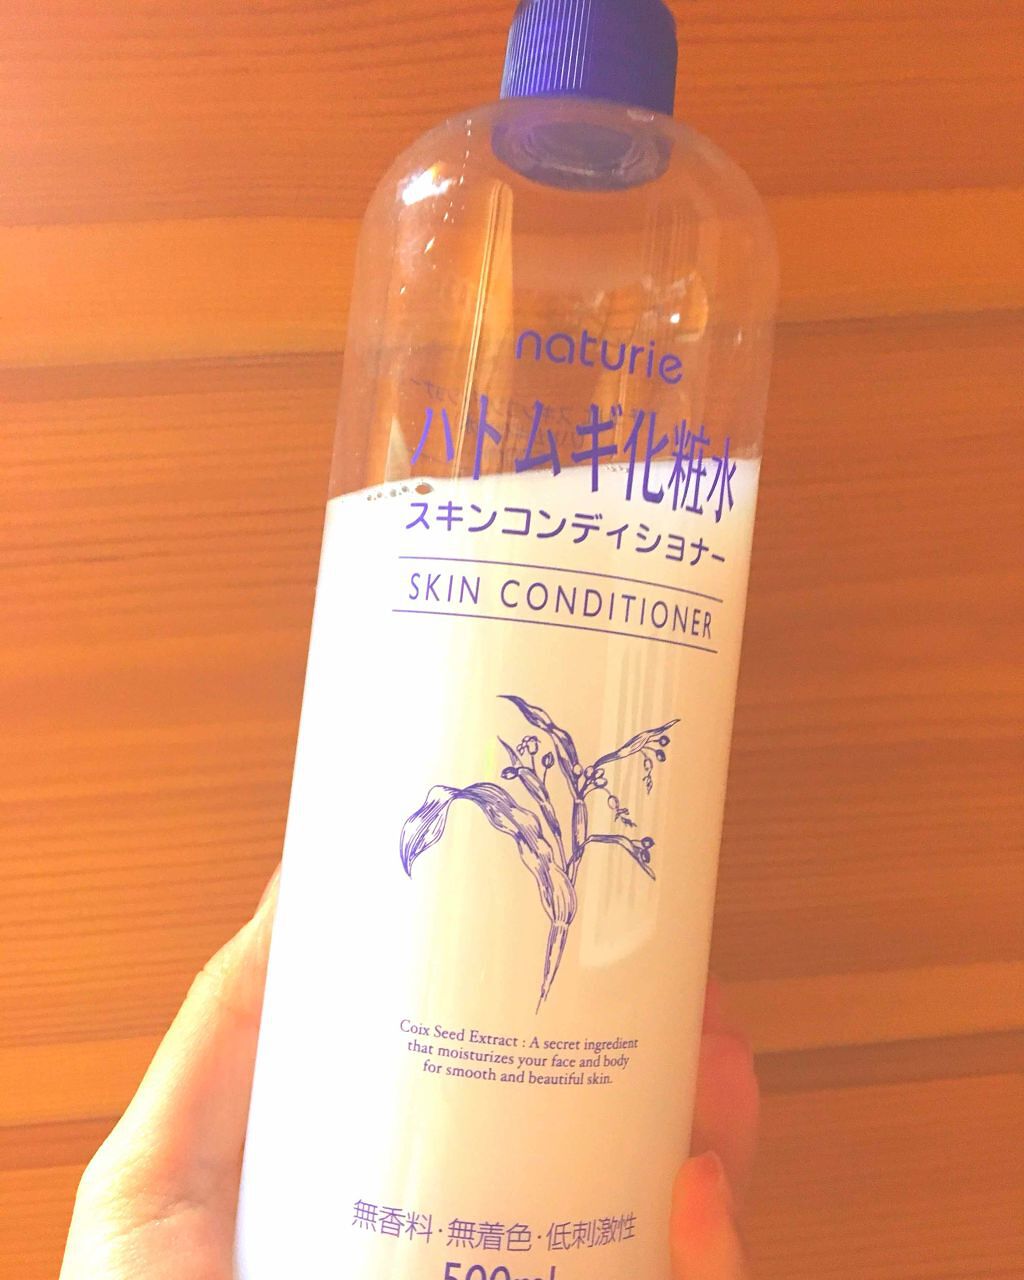 naturie
ハトムギ化粧水
スキンコンディショナー
SKIN CONDITIONER
Coix Seed Extract : A secret ingredient
that moisturizes your face and body
for smooth and beautiful skin.
無香料・無着色・低刺激性
500ml